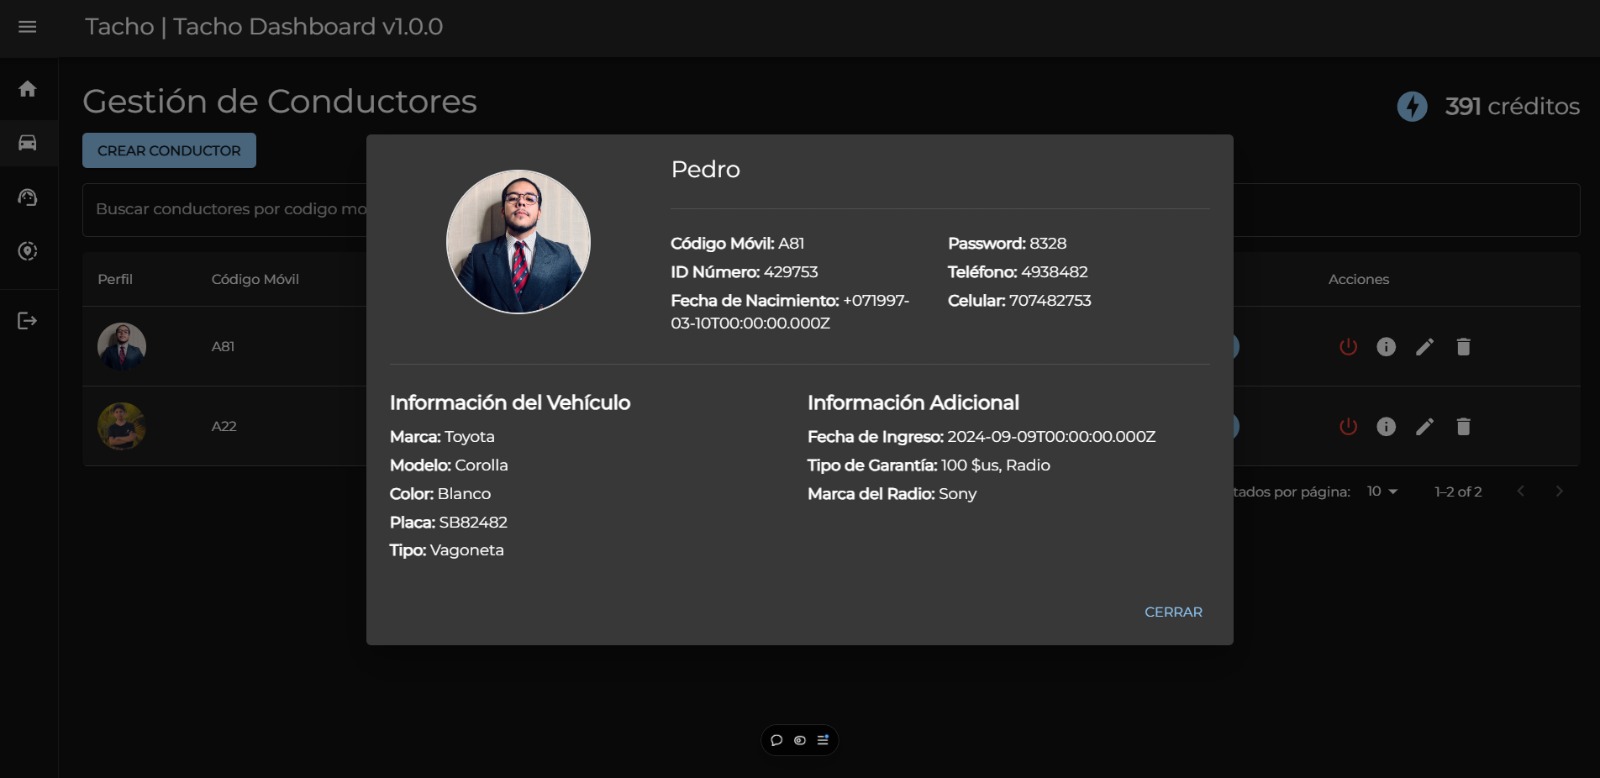 Tacho | Tacho Dashboard v1.0.0
Gestión de Conductores
391 créditos
CREAR CONDUCTOR
Buscar conductores por codigo mo
Perfil
Código Móvil
Acciones
A81
A22
tados por página: 10
1–2 of 2
Pedro
Código Móvil: A81
Password: 8328
ID Número: 429753
Teléfono: 4938482
Fecha de Nacimiento: +071997-
03-10T00:00:00.000Z
Celular: 707482753
Información del Vehículo
Marca: Toyota
Modelo: Corolla
Color: Blanco
Placa: SB82482
Tipo: Vagoneta
Información Adicional
Fecha de Ingreso: 2024-09-09T00:00:00.000Z
Tipo de Garantía: 100 $us, Radio
Marca del Radio: Sony
CERRAR